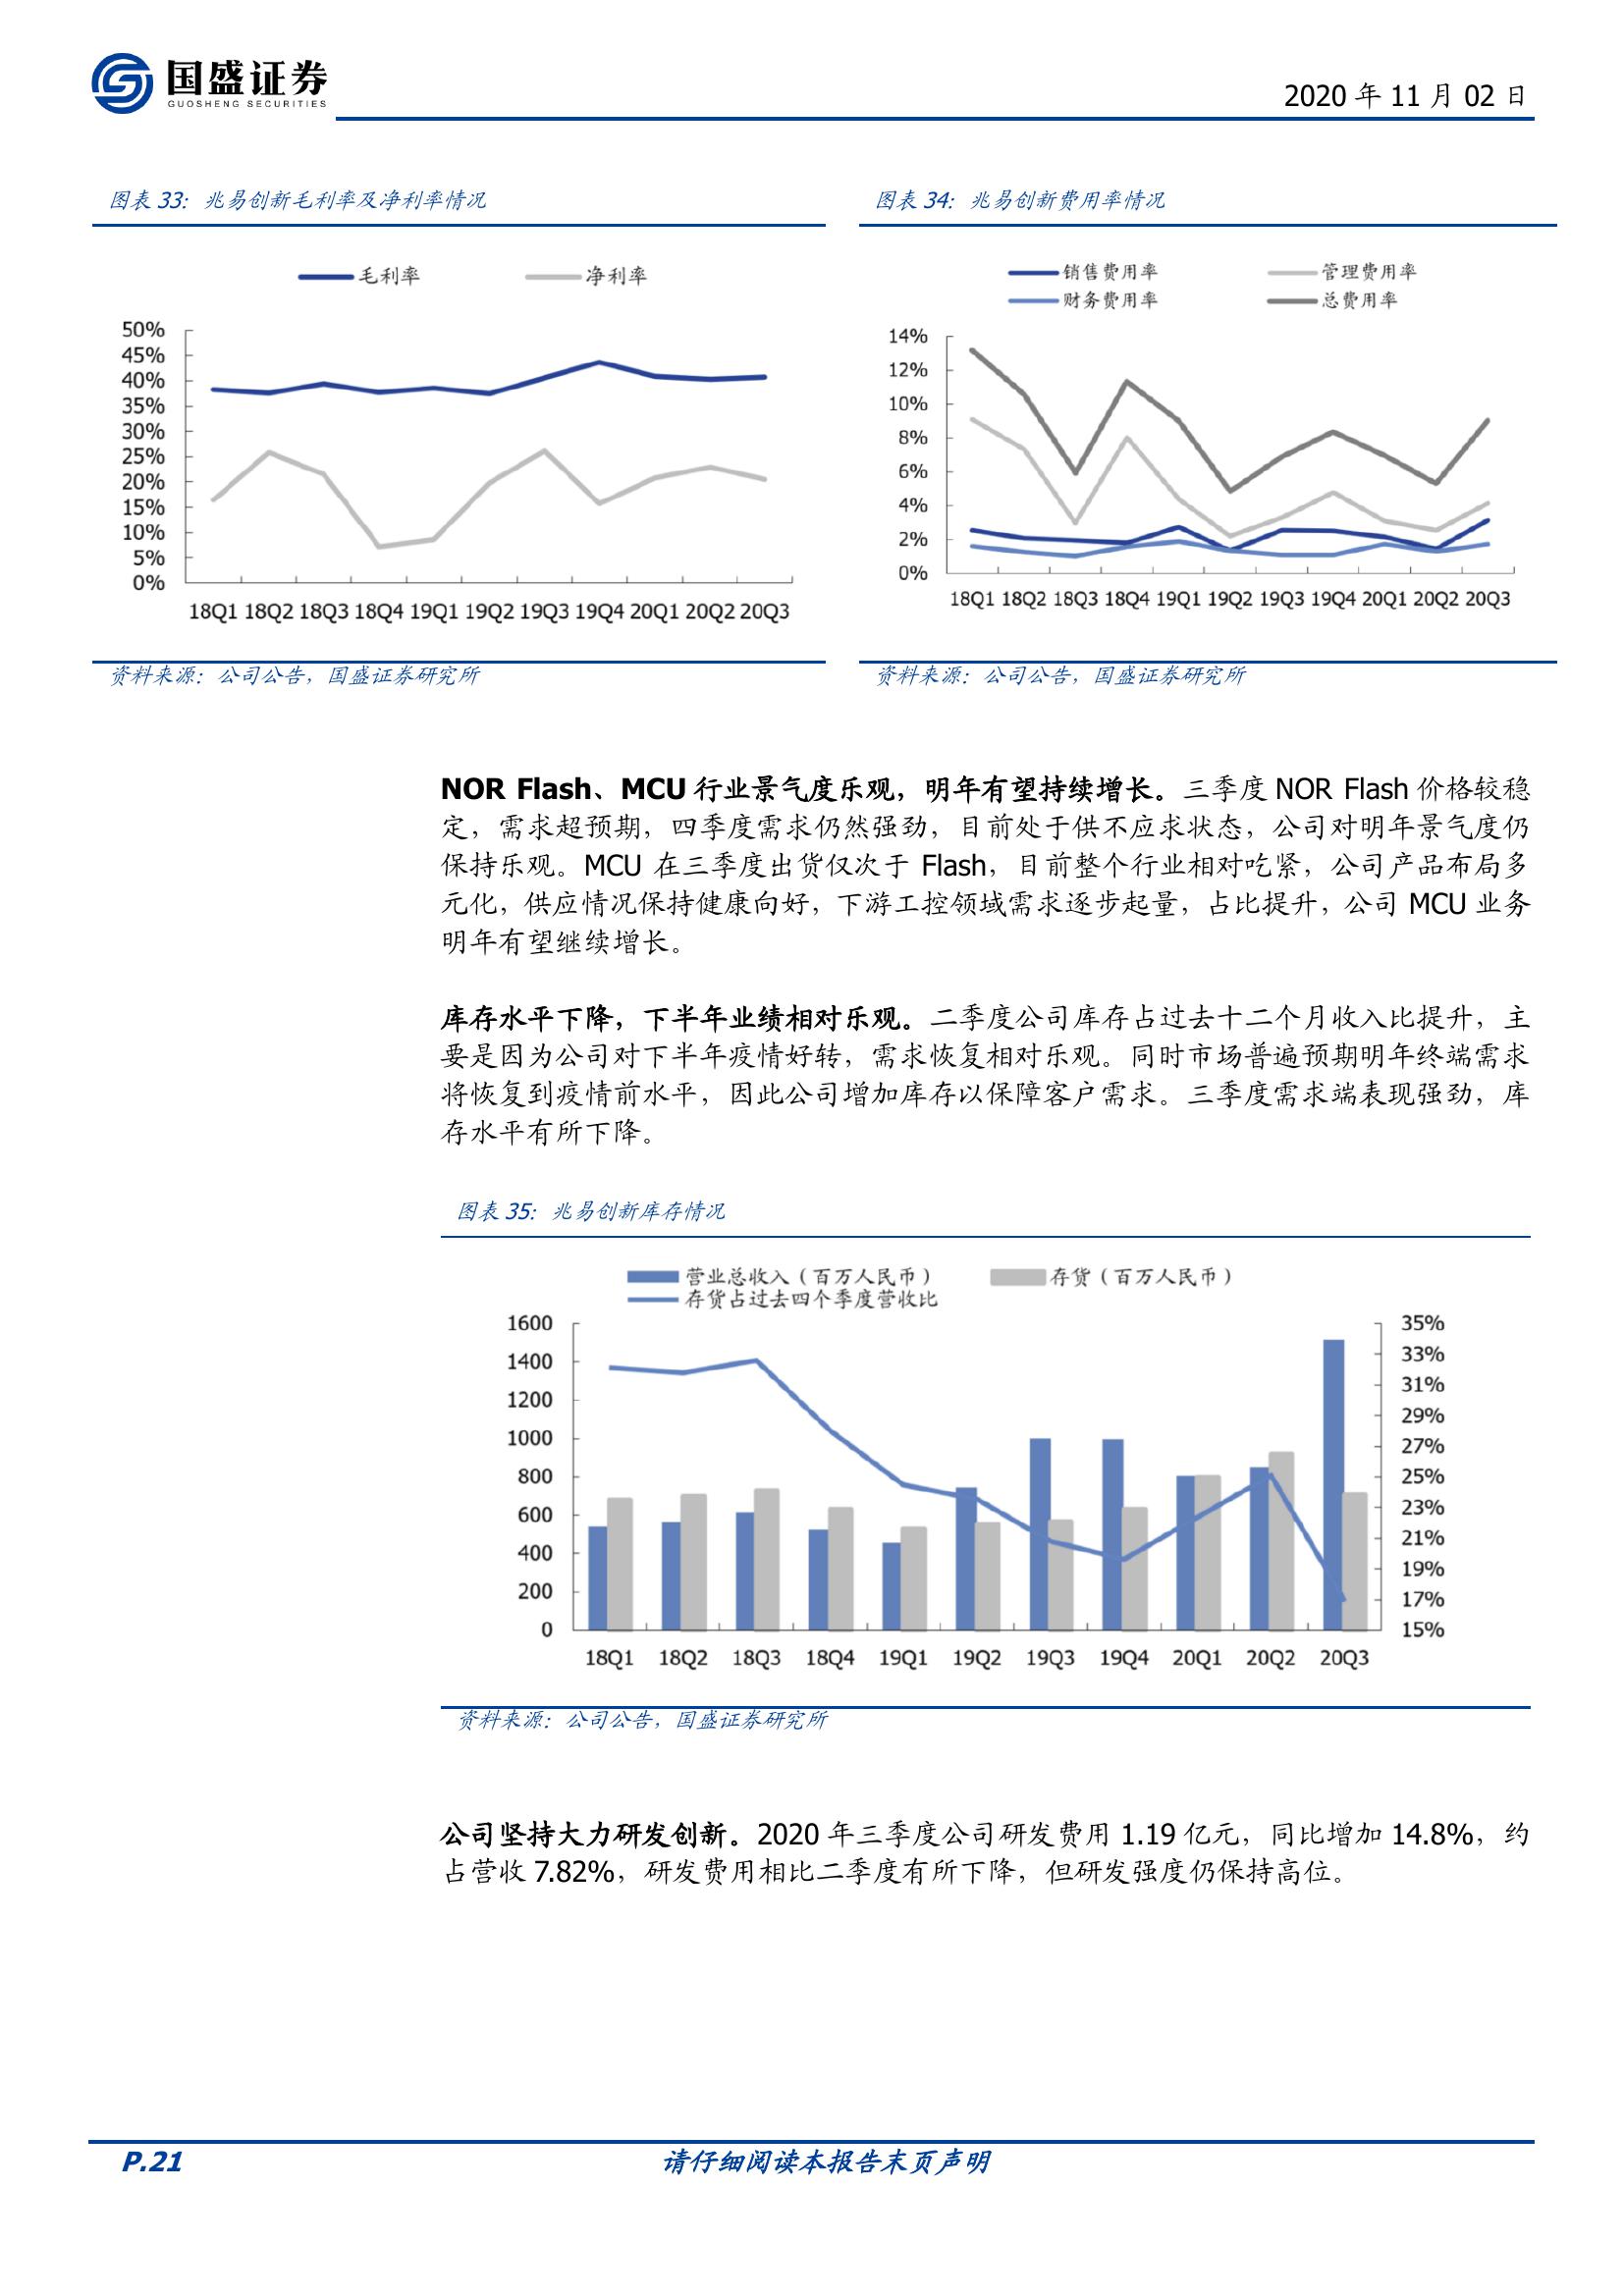 国盛证券
GUOSHENG SECURITIES
2020 年 11 月 02 日
图表 33：兆易创新毛利率及净利率情况
毛利率 净利率
50%
45%
40%
35%
30%
25%
20%
15%
10%
5%
0%
18Q1 18Q2 18Q3 18Q4 19Q1 19Q2 19Q3 19Q4 20Q1 20Q2 20Q3
资料来源：公司公告，国盛证券研究所
图表 34：兆易创新费用率情况
销售费用率 管理费用率
财务费用率 总费用率
14%
12%
10%
8%
6%
4%
2%
0%
18Q1 18Q2 18Q3 18Q4 19Q1 19Q2 19Q3 19Q4 20Q1 20Q2 20Q3
资料来源：公司公告，国盛证券研究所
NOR Flash、MCU 行业景气度乐观，明年有望持续增长。三季度 NOR Flash 价格较稳
定，需求超预期，四季度需求仍然强劲，目前处于供不应求状态，公司对明年景气度仍
保持乐观。MCU 在三季度出货仅次于 Flash，目前整个行业相对吃紧，公司产品布局多
元化，供应情况保持健康向好，下游工控领域需求逐步起量，占比提升，公司 MCU 业务
明年有望继续增长。
库存水平下降，下半年业绩相对乐观。二季度公司库存占过去十二个月收入比提升，主
要是因为公司对下半年疫情好转，需求恢复相对乐观。同时市场普遍预期明年终端需求
将恢复到疫情前水平，因此公司增加库存以保障客户需求。三季度需求端表现强劲，库
存水平有所下降。
图表 35：兆易创新库存情况
营业总收入（百万人民币） 存货（百万人民币）
存货占过去四个季度营收比
1600
1400
1200
1000
800
600
400
200
0
35%
33%
31%
29%
27%
25%
23%
21%
19%
17%
15%
18Q1 18Q2 18Q3 18Q4 19Q1 19Q2 19Q3 19Q4 20Q1 20Q2 20Q3
资料来源：公司公告，国盛证券研究所
公司坚持大力研发创新。2020 年三季度公司研发费用 1.19 亿元，同比增加 14.8%，约
占营收 7.82%，研发费用相比二季度有所下降，但研发强度仍保持高位。
P.21 请仔细阅读本报告末页声明